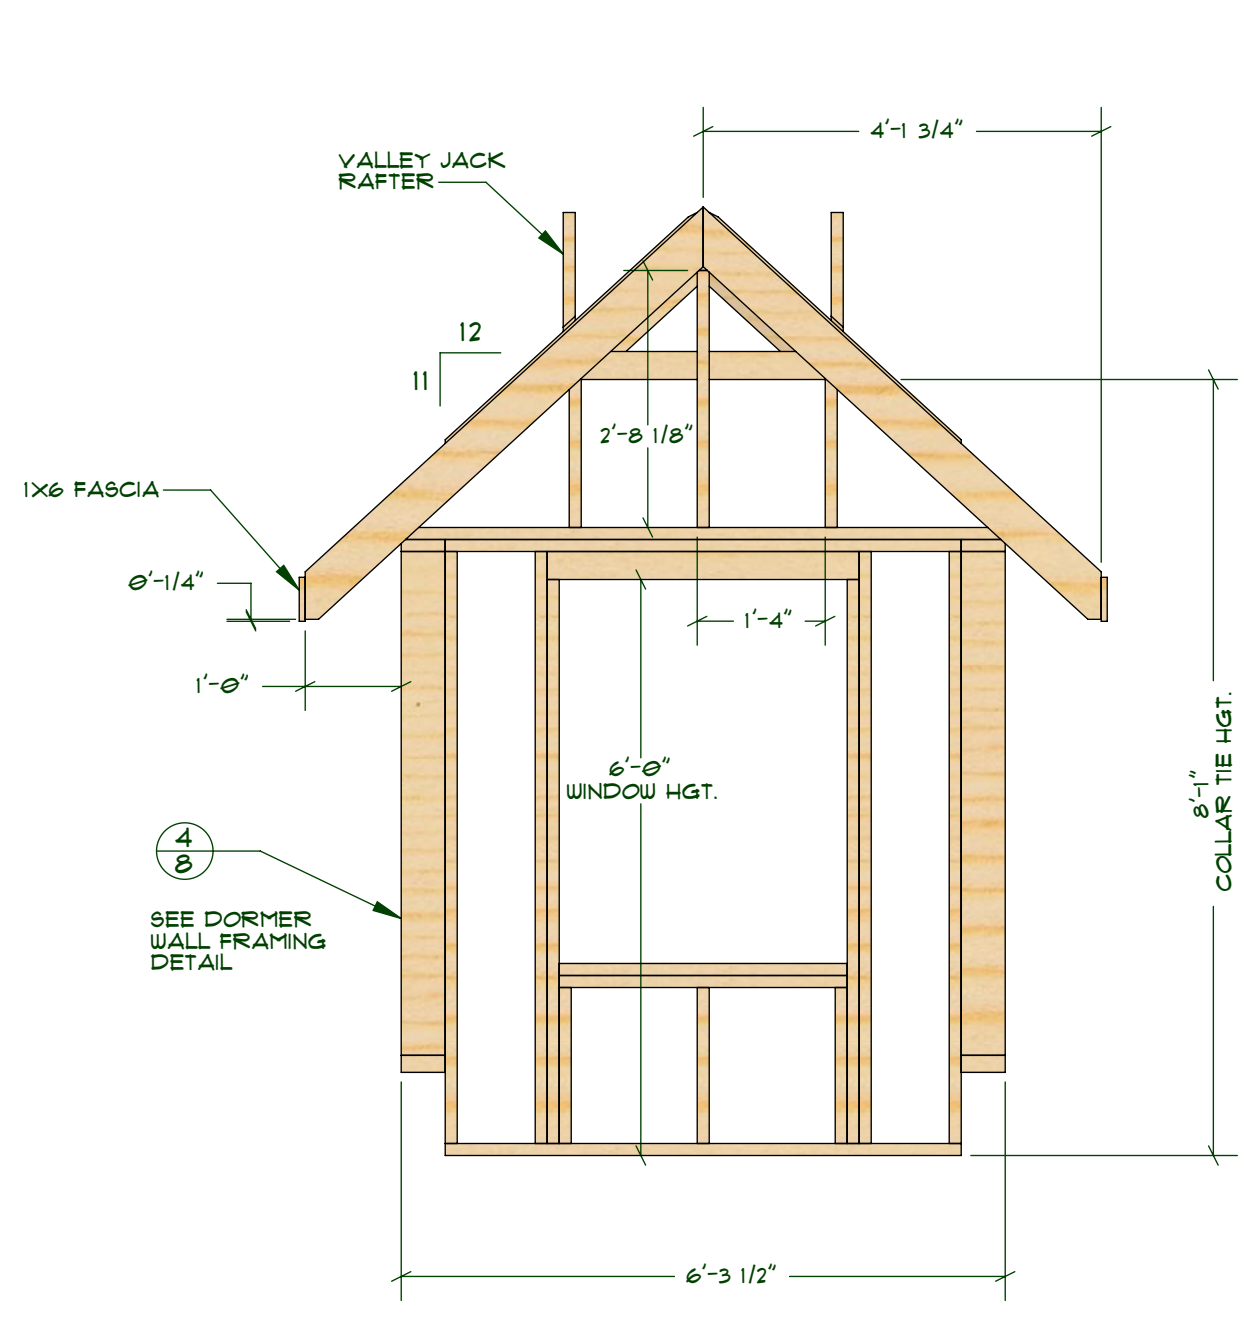 4'-1 3/4"
VALLEY JACK
RAFTER
12
11
2'-8 1/8"
1X6 FASCIA
0'-1/4"
1'-4"
1'-0"
6'-0"
WINDOW HGT.
8'-1"
COLLAR TIE HGT.
4
8
SEE DORMER
WALL FRAMING
DETAIL
6'-3 1/2"